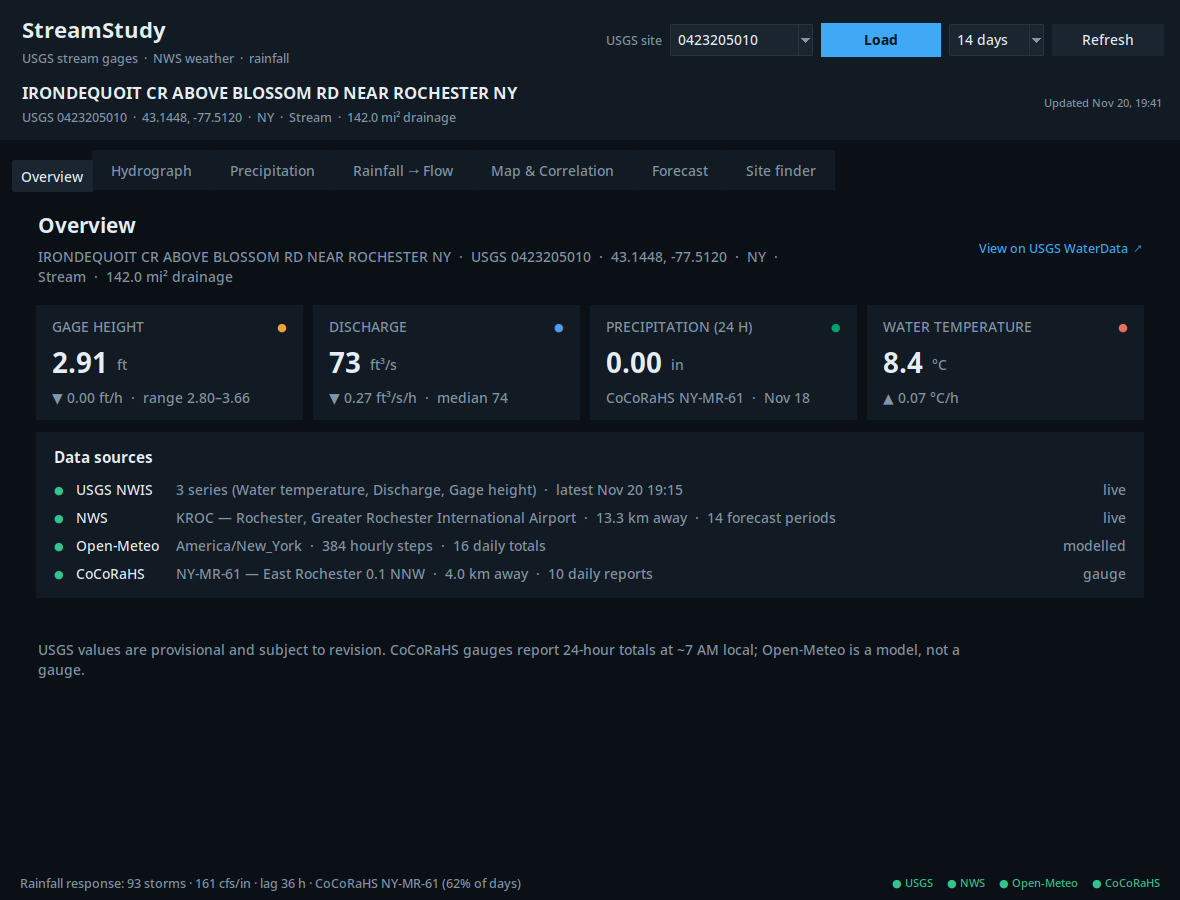 StreamStudy
USGS stream gages · NWS weather · rainfall
USGS site 0423205010 Load 14 days Refresh
IRONDEQUOIT CR ABOVE BLOSSOM RD NEAR ROCHESTER NY
USGS 0423205010 · 43.1448, -77.5120 · NY · Stream · 142.0 mi² drainage
Updated Nov 20, 19:41
Overview Hydrograph Precipitation Rainfall → Flow Map & Correlation Forecast Site finder
Overview
IRONDEQUOIT CR ABOVE BLOSSOM RD NEAR ROCHESTER NY · USGS 0423205010 · 43.1448, -77.5120 · NY ·
Stream · 142.0 mi² drainage
View on USGS WaterData ↗
GAGE HEIGHT
2.91 ft
▼ 0.00 ft/h · range 2.80–3.66
DISCHARGE
73 ft³/s
▼ 0.27 ft³/s/h · median 74
PRECIPITATION (24 H)
0.00 in
CoCoRaHS NY-MR-61 · Nov 18
WATER TEMPERATURE
8.4 °C
▲ 0.07 °C/h
Data sources
USGS NWIS 3 series (Water temperature, Discharge, Gage height) · latest Nov 20 19:15 live
NWS KROC — Rochester, Greater Rochester International Airport · 13.3 km away · 14 forecast periods live
Open-Meteo America/New_York · 384 hourly steps · 16 daily totals modelled
CoCoRaHS NY-MR-61 — East Rochester 0.1 NNW · 4.0 km away · 10 daily reports gauge
USGS values are provisional and subject to revision. CoCoRaHS gauges report 24-hour totals at ~7 AM local; Open-Meteo is a model, not a
gauge.
Rainfall response: 93 storms · 161 cfs/in · lag 36 h · CoCoRaHS NY-MR-61 (62% of days)
● USGS ● NWS ● Open-Meteo ● CoCoRaHS